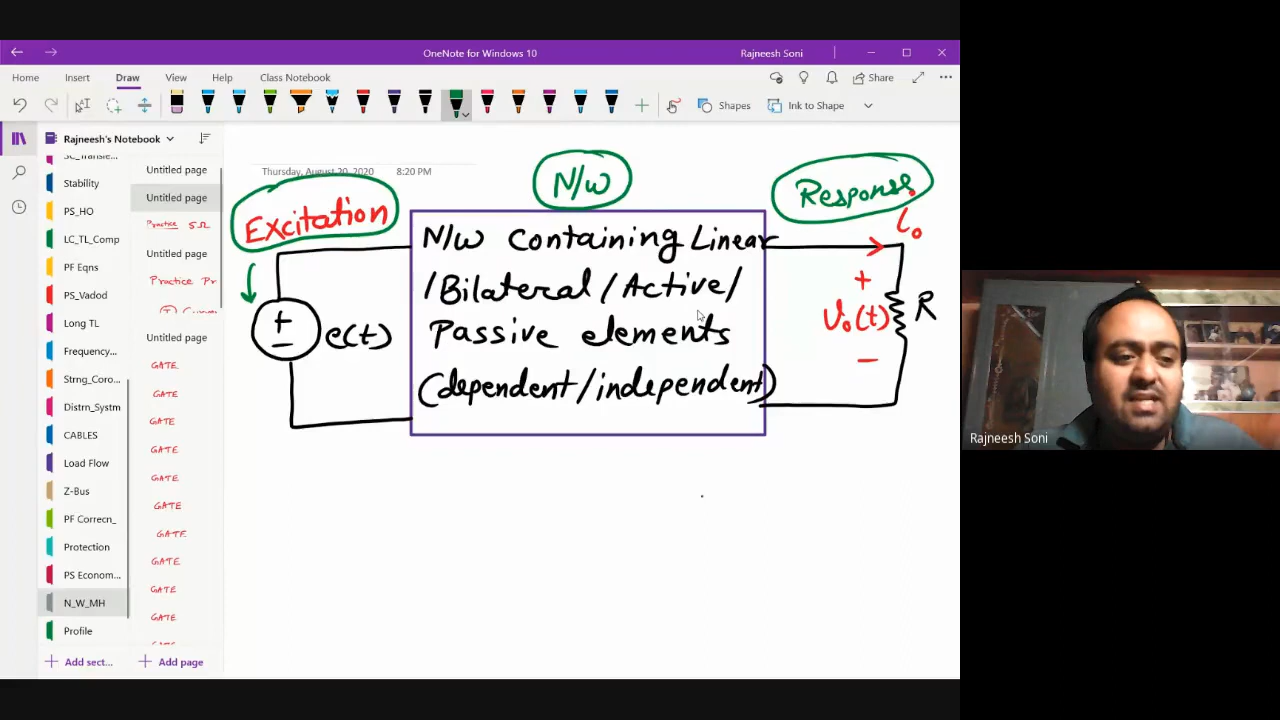 OneNote for Windows 10
Rajneesh Soni
Home
Insert
Draw
View
Help
Class Notebook
Share
Shapes
Ink to Shape
Rajneesh's Notebook
Stability
PS_HO
LC_TL_Comp
PF Eqns
PS_Vadod
Long TL
Frequency...
Strng_Coro...
Distrn_Systm
CABLES
Load Flow
Z-Bus
PF Correcn_
Protection
PS Econom...
N_W_MH
Profile
Add sect...
Untitled page
Untitled page
Practice 5Ω
Untitled page
Practice Pr
Untitled page
GATE
GATE
GATE
GATE
GATE
GATE
GATE
GATE
GATE
GATE
Add page
Thursday, August 20, 2020
8:20 PM
Excitation
N/W
Response
N/W Containing Linear
/Bilateral/Active/
Passive elements
(dependent/independent)
+
−
e(t)
i₀
+
v₀(t)
−
R
Rajneesh Soni